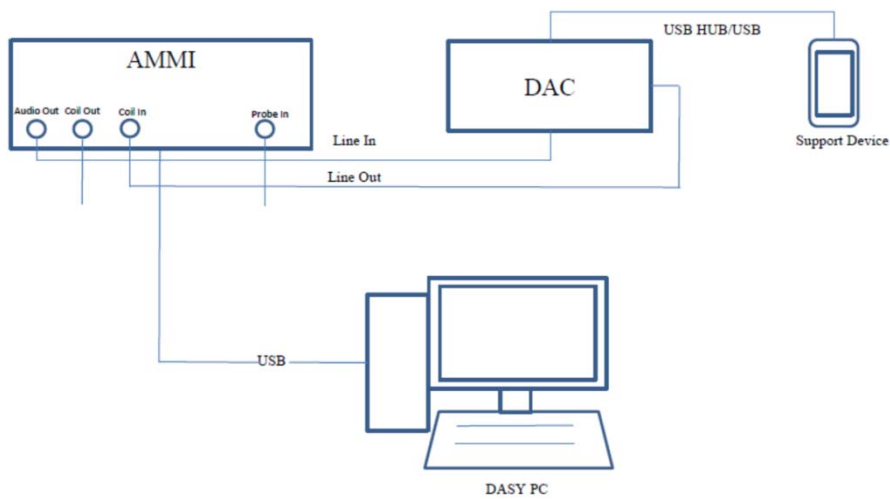 AMMI
Audio Out Coil Out Coil In Probe In
DAC
USB HUB/USB
Support Device
Line In
Line Out
USB
DASY PC